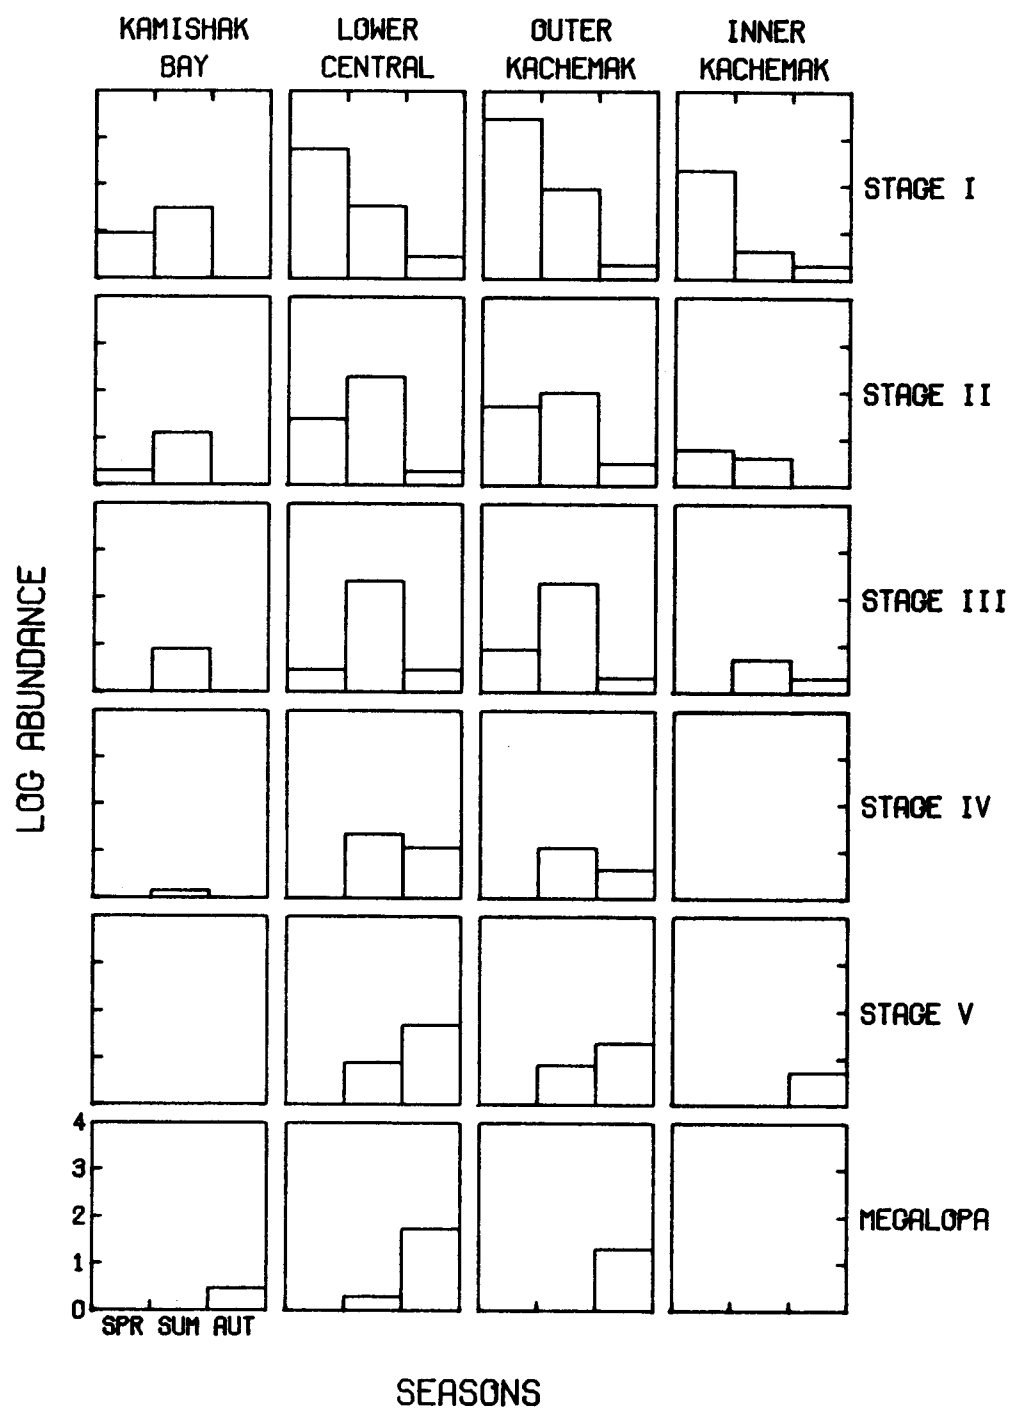 KAMISHAK BAY
LOWER CENTRAL
OUTER KACHEMAK
INNER KACHEMAK
STAGE I
STAGE II
STAGE III
STAGE IV
STAGE V
MEGALOPA
LOG ABUNDANCE
4
3
2
1
0
SPR SUM AUT
SEASONS